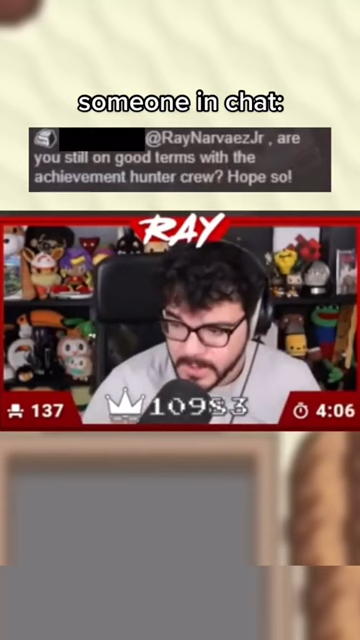 someone in chat:
@RayNarvaezJr , are
you still on good terms with the
achievement hunter crew? Hope so!
RAY
137
10983
4:06